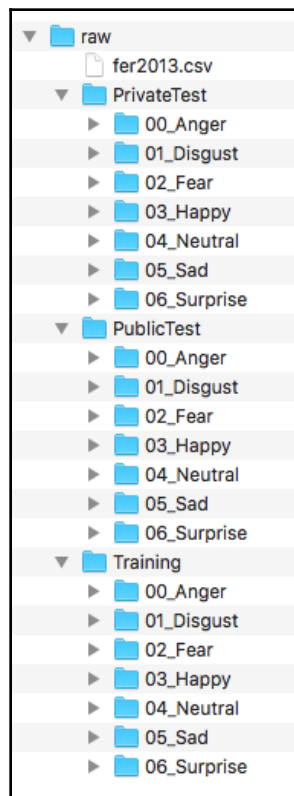 raw
fer2013.csv
PrivateTest
00_Anger
01_Disgust
02_Fear
03_Happy
04_Neutral
05_Sad
06_Surprise
PublicTest
00_Anger
01_Disgust
02_Fear
03_Happy
04_Neutral
05_Sad
06_Surprise
Training
00_Anger
01_Disgust
02_Fear
03_Happy
04_Neutral
05_Sad
06_Surprise